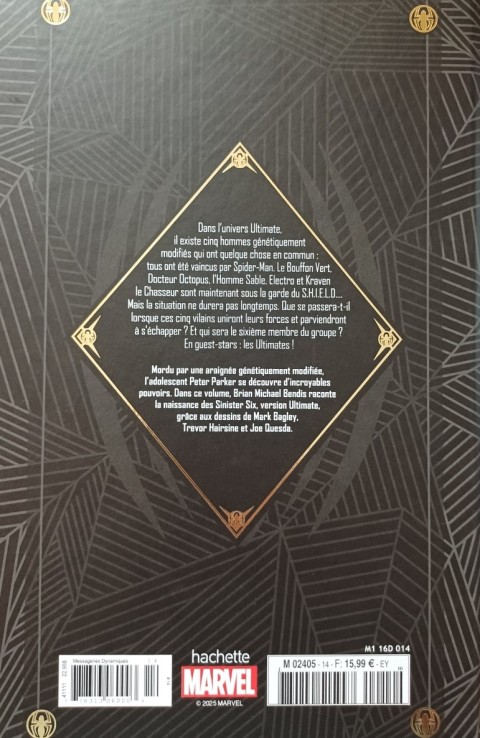 Dans l'univers Ultimate,
il existe cinq hommes génétiquement
modifiés qui ont quelque chose en commun :
tous ont été vaincus par Spider-Man. Le Bouffon Vert,
Docteur Octopus, l'Homme Sable, Electro et Kraven
le Chasseur sont maintenant sous la garde du S.H.I.E.L.D....
Mais la situation ne durera pas longtemps. Que se passera-t-il
lorsque ces cinq vilains uniront leurs forces et parviendront
à s'échapper ? Et qui sera le sixième membre du groupe ?
En guest-stars : les Ultimates !
Mordu par une araignée génétiquement modifiée,
l'adolescent Peter Parker se découvre d'incroyables
pouvoirs. Dans ce volume, Brian Michael Bendis raconte
la naissance des Sinister Six, version Ultimate,
grâce aux dessins de Mark Bagley,
Trevor Hairsine et Joe Quesda.
M1 16D 014
Messageries Dynamiques
hachette
MARVEL
© 2025 MARVEL
M 02405 - 14 - F: 15,99 € - EY